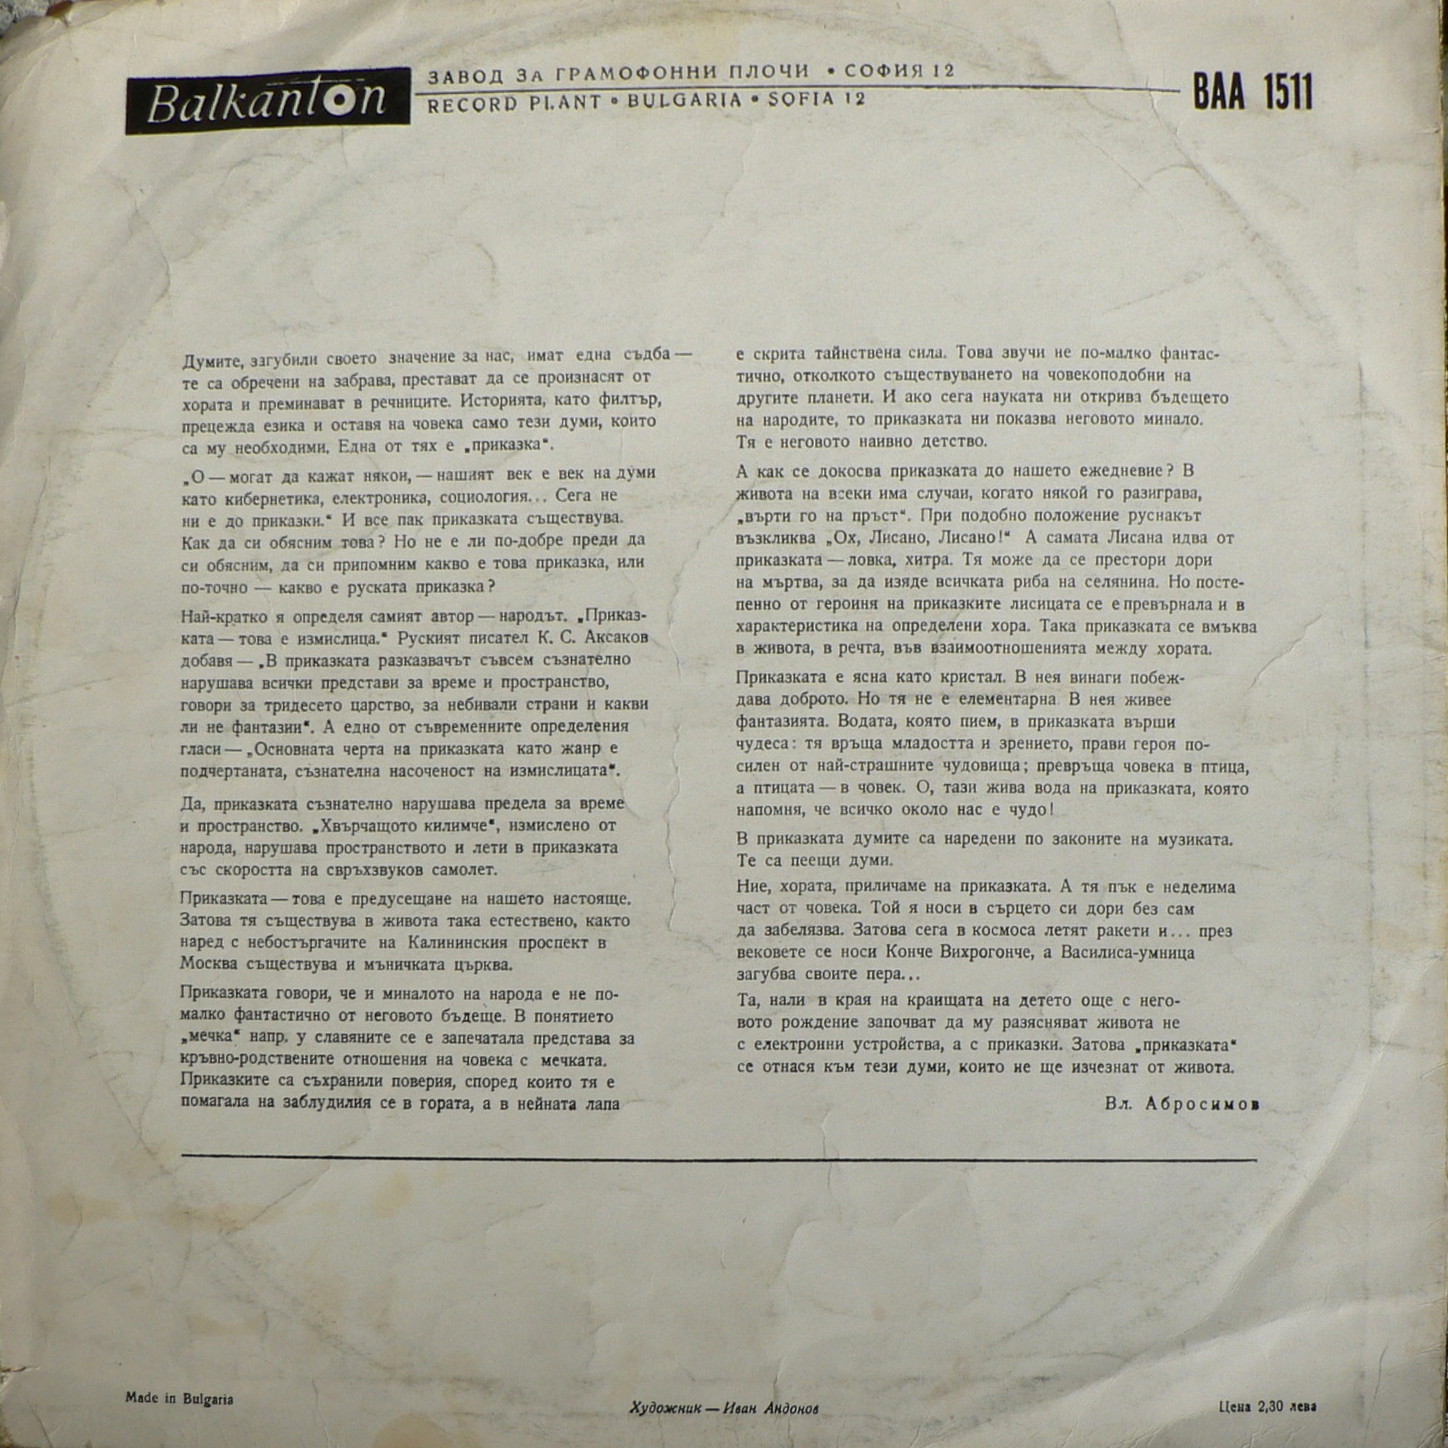 Balkanton
ЗАВОД ЗА ГРАМОФОННИ ПЛОЧИ • СОФИЯ 12
RECORD PLANT • BULGARIA • SOFIA 12
ВАА 1511
Думите, загубили своето значение за нас, имат една съдба —
те са обречени на забрава, престават да се произнасят от
хората и преминават в речниците. Историята, като филтър,
прецежда езика и оставя на човека само тези думи, които
са му необходими. Една от тях е „приказка“.
„О — могат да кажат някои, — нашият век е век на думи
като кибернетика, електроника, социология... Сега не
ни е до приказки.“ И все пак приказката съществува.
Как да си обясним това? Но не е ли по-добре преди да
си обясним, да си припомним какво е това приказка, или
по-точно — какво е руската приказка?
Най-кратко я определя самият автор — народът. „Приказ-
ката — това е измислица.“ Руският писател К. С. Аксаков
добавя — „В приказката разказвачът съвсем съзнателно
нарушава всички представи за време и пространство,
говори за тридесето царство, за небивали страни и какви
ли не фантазии“. А едно от съвременните определения
гласи — „Основната черта на приказката като жанр е
подчертаната, съзнателна насоченост на измислицата“.
Да, приказката съзнателно нарушава предела за време
и пространство. „Хвърчащото килимче“, измислено от
народа, нарушава пространството и лети в приказката
със скоростта на свръхзвуков самолет.
Приказката — това е предусещане на нашето настояще.
Затова тя съществува в живота така естествено, както
наред с небостъргачите на Калининския проспект в
Москва съществува и мъничката църква.
Приказката говори, че и миналото на народа е не по-
малко фантастично от неговото бъдеще. В понятието
„мечка“ напр. у славяните се е запечатала представа за
кръвно-родствените отношения на човека с мечката.
Приказките са съхранили поверия, според които тя е
помагала на заблудилия се в гората, а в нейната лапа
е скрита тайнствена сила. Това звучи не по-малко фантас-
тично, отколкото съществуването на човекоподобни на
другите планети. И ако сега науката ни открива бъдещето
на народите, то приказката ни показва неговото минало.
Тя е неговото наивно детство.
А как се докосва приказката до нашето ежедневие? В
живота на всеки има случаи, когато някой го разиграва,
„върти го на пръст“. При подобно положение руснакът
възкликва „Ох, Лисано, Лисано!“ А самата Лисана идва от
приказката — ловка, хитра. Тя може да се престори дори
на мъртва, за да изяде всичката риба на селянина. Но посте-
пенно от героиня на приказките лисицата се е превърнала и в
характеристика на определени хора. Така приказката се вмъква
в живота, в речта, във взаимоотношенията между хората.
Приказката е ясна като кристал. В нея винаги побеж-
дава доброто. Но тя не е елементарна В нея живее
фантазията. Водата, която пием, в приказката върши
чудеса: тя връща младостта и зрението, прави героя по-
силен от най-страшните чудовища; превръща човека в птица,
а птицата — в човек. О, тази жива вода на приказката, която
напомня, че всичко около нас е чудо!
В приказката думите са наредени по законите на музиката.
Те са пеещи думи.
Ние, хората, приличаме на приказката. А тя пък е неделима
част от човека. Той я носи в сърцето си дори без сам
да забелязва. Затова сега в космоса летят ракети и... през
вековете се носи Конче Вихрогонче, а Василиса-умница
загубва своите пера...
Та, нали в края на краищата на детето още с него-
вото рождение започват да му разясняват живота не
с електронни устройства, а с приказки. Затова „приказката“
се отнася към тези думи, които не ще изчезнат от живота.
Вл. Абросимов
Made in Bulgaria
Художник — Иван Андонов
Цена 2,30 лева